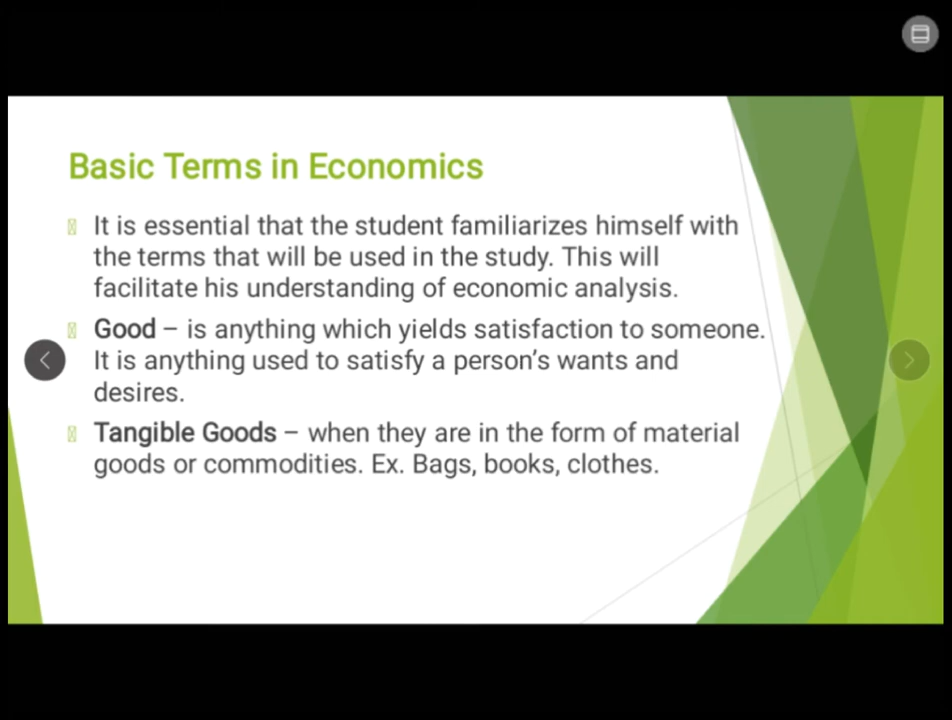 Basic Terms in Economics
It is essential that the student familiarizes himself with
the terms that will be used in the study. This will
facilitate his understanding of economic analysis.
Good – is anything which yields satisfaction to someone.
It is anything used to satisfy a person's wants and
desires.
Tangible Goods – when they are in the form of material
goods or commodities. Ex. Bags, books, clothes.